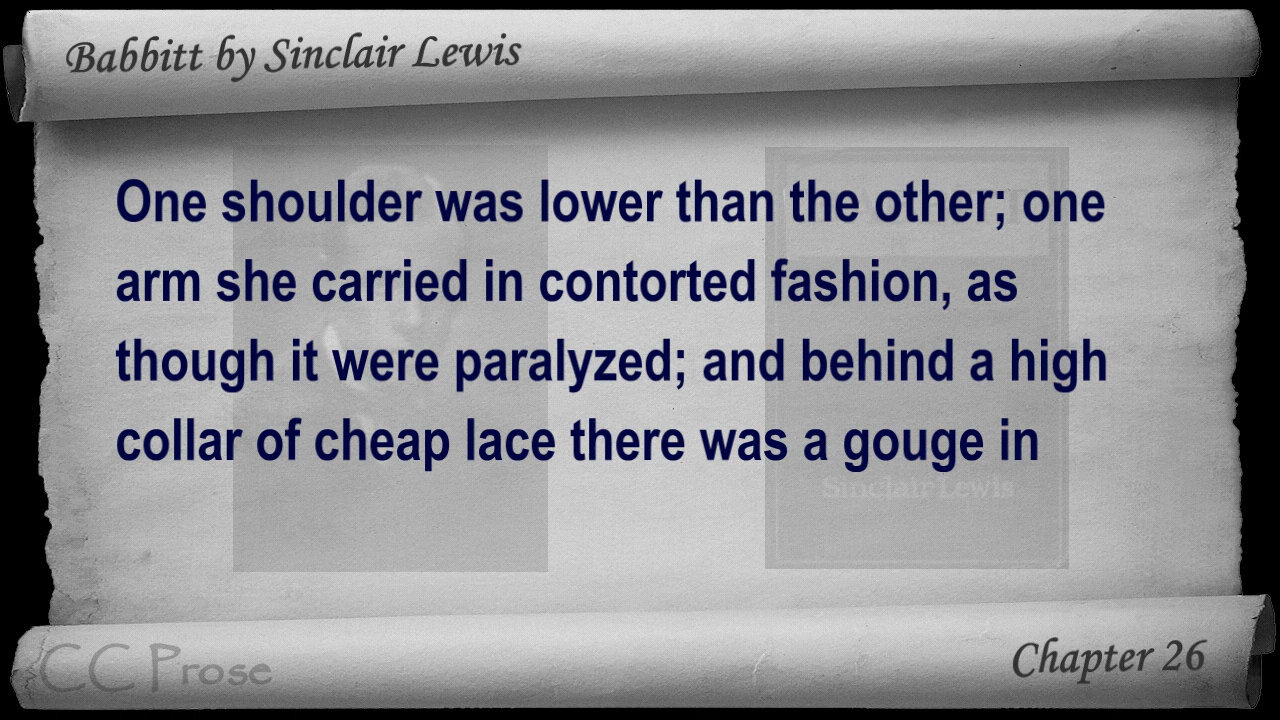 Babbitt by Sinclair Lewis
One shoulder was lower than the other; one
arm she carried in contorted fashion, as
though it were paralyzed; and behind a high
collar of cheap lace there was a gouge in
Sinclair Lewis
CC Prose
Chapter 26